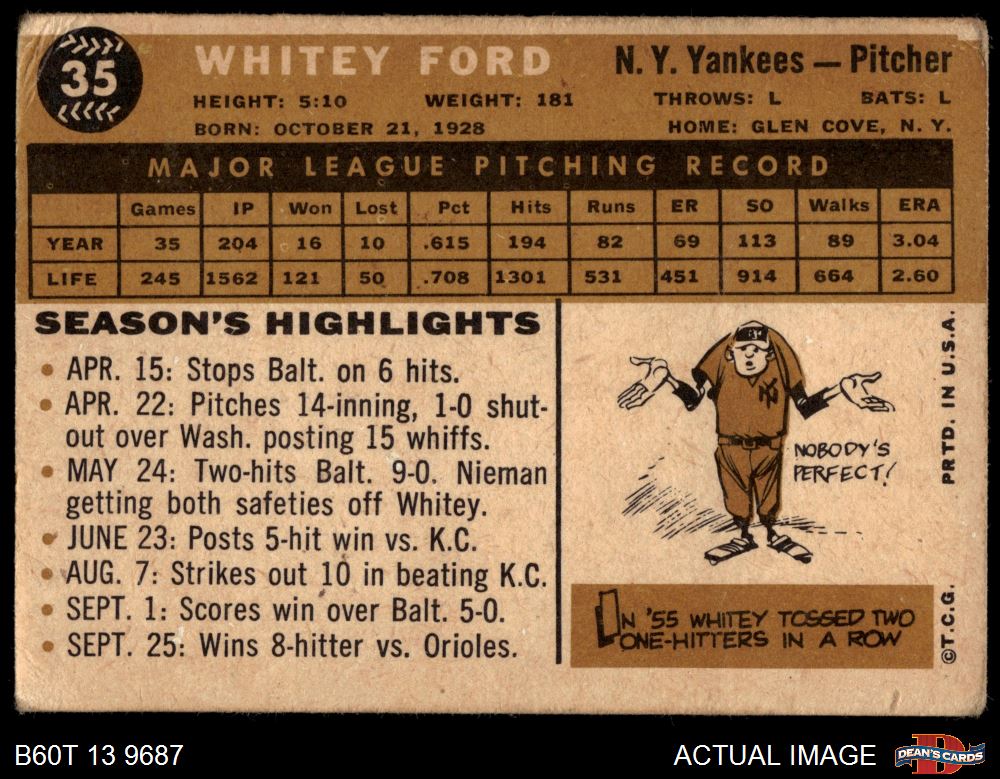 35
WHITEY FORD N. Y. Yankees — Pitcher
HEIGHT: 5:10 WEIGHT: 181 THROWS: L BATS: L
BORN: OCTOBER 21, 1928 HOME: GLEN COVE, N. Y.
MAJOR LEAGUE PITCHING RECORD
Games IP Won Lost Pct Hits Runs ER SO Walks ERA
YEAR 35 204 16 10 .615 194 82 69 113 89 3.04
LIFE 245 1562 121 50 .708 1301 531 451 914 664 2.60
SEASON'S HIGHLIGHTS
• APR. 15: Stops Balt. on 6 hits.
• APR. 22: Pitches 14-inning, 1-0 shut-
out over Wash. posting 15 whiffs.
• MAY 24: Two-hits Balt. 9-0. Nieman
getting both safeties off Whitey.
• JUNE 23: Posts 5-hit win vs. K.C.
• AUG. 7: Strikes out 10 in beating K.C.
• SEPT. 1: Scores win over Balt. 5-0.
• SEPT. 25: Wins 8-hitter vs. Orioles.
NY
NOBODY'S
PERFECT!
IN '55 WHITEY TOSSED TWO
ONE-HITTERS IN A ROW
©T.C.G. PRTD. IN U.S.A.
B60T 13 9687 ACTUAL IMAGE
DEAN'S CARDS